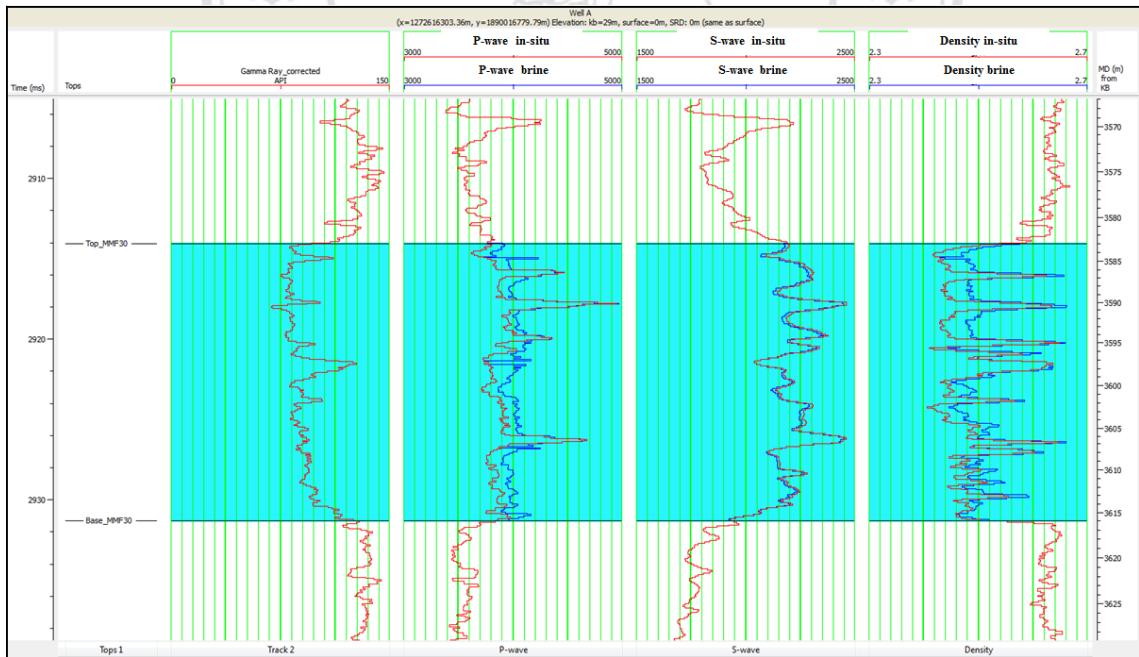 Well A
(x=1272616303.36m, y=1890016779.79m) Elevation: kb=29m, surface=0m, SRD: 0m (same as surface)
P-wave in-situ S-wave in-situ Density in-situ
3000 5000 1500 2500 2.3 2.7
Gamma Ray_corrected P-wave brine S-wave brine Density brine
0 API 150 3000 5000 1500 2500 2.3 2.7
Time (ms) Tops MD (m) from KB
3570
2910 3575
3580
Top_MMF30
3585
3590
2920 3595
3600
3605
3610
2930
Base_MMF30 3615
3625
Tops 1 Track 2 P-wave S-wave Density